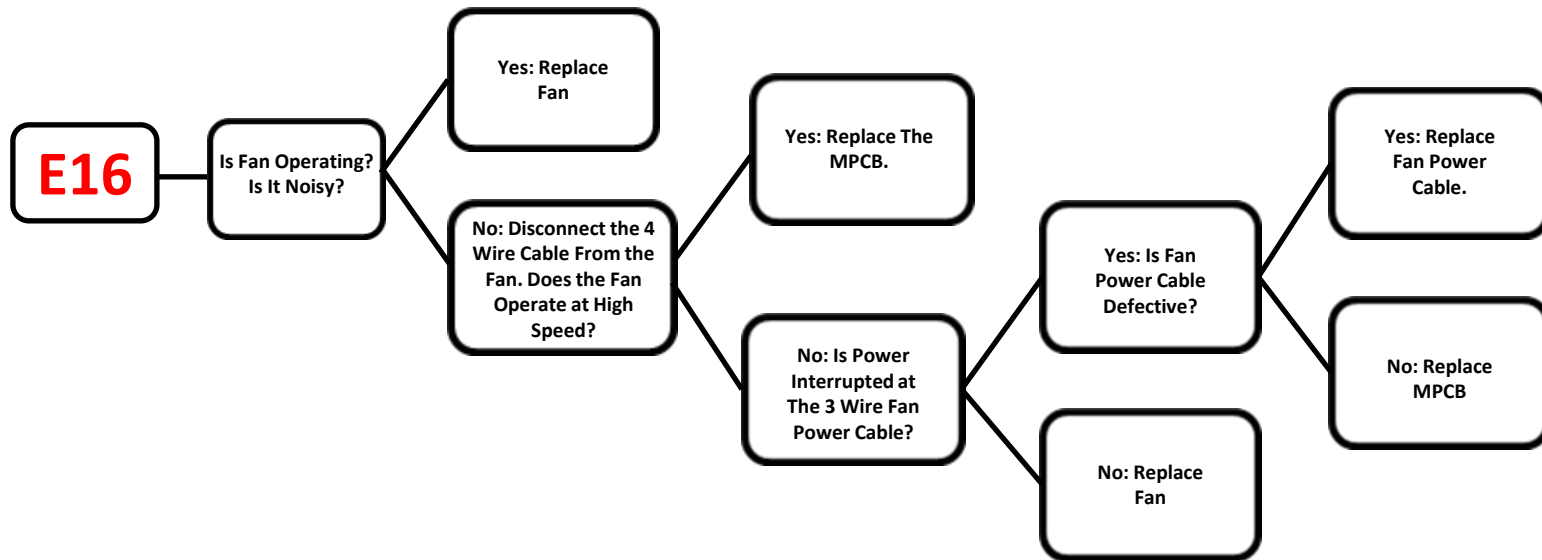 E16
Is Fan Operating?
Is It Noisy?
Yes: Replace
Fan
No: Disconnect the 4
Wire Cable From the
Fan. Does the Fan
Operate at High
Speed?
Yes: Replace The
MPCB.
No: Is Power
Interrupted at
The 3 Wire Fan
Power Cable?
Yes: Is Fan
Power Cable
Defective?
No: Replace
Fan
Yes: Replace
Fan Power
Cable.
No: Replace
MPCB